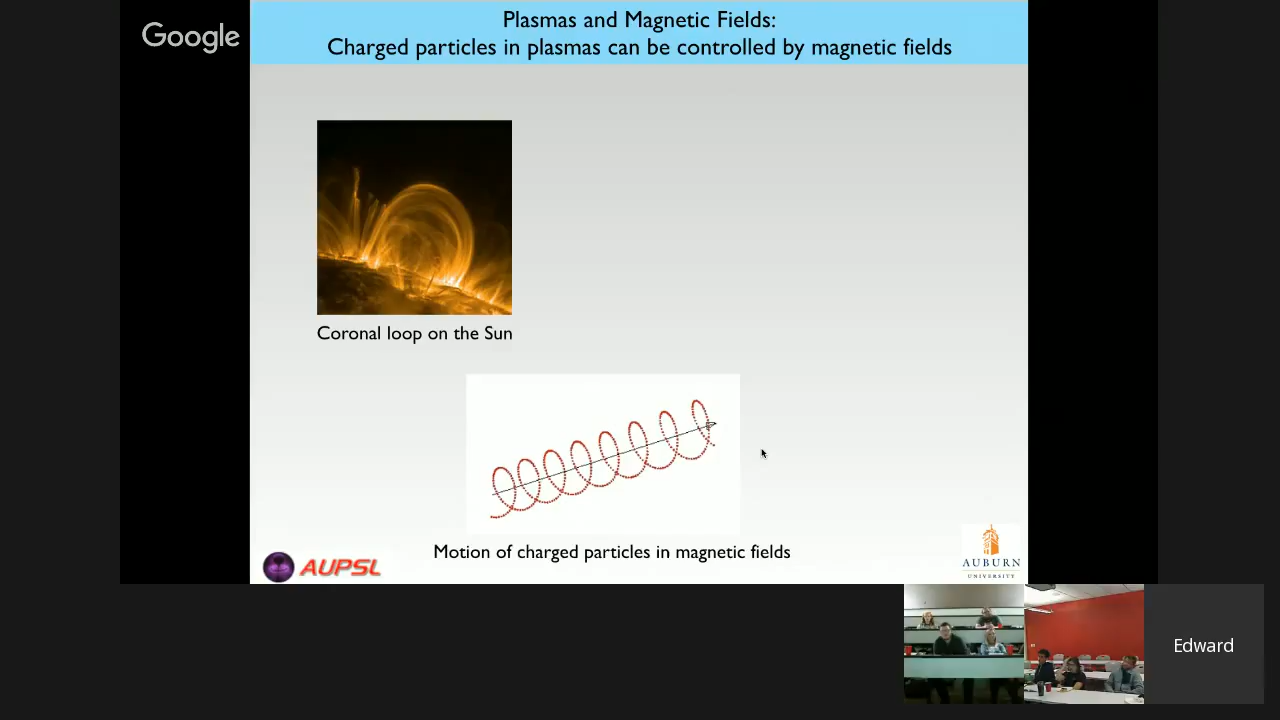 Google
Plasmas and Magnetic Fields:
Charged particles in plasmas can be controlled by magnetic fields
Coronal loop on the Sun
Motion of charged particles in magnetic fields
AUPSL
AUBURN
UNIVERSITY
Edward